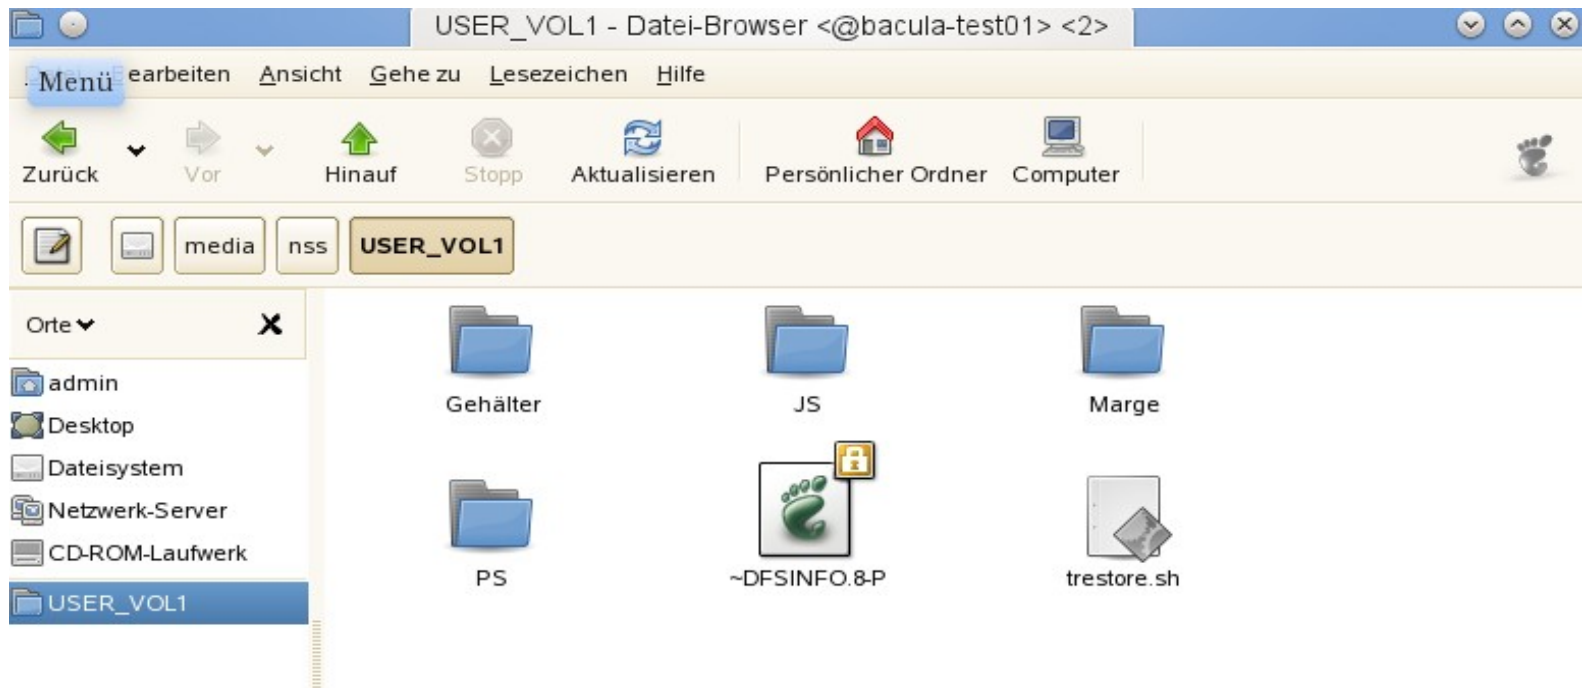 USER_VOL1 - Datei-Browser <@bacula-test01> <2>
Menü earbeiten Ansicht Gehe zu Lesezeichen Hilfe
Zurück Vor Hinauf Stopp Aktualisieren Persönlicher Ordner Computer
media nss USER_VOL1
Orte
admin
Desktop
Dateisystem
Netzwerk-Server
CD-ROM-Laufwerk
USER_VOL1
Gehälter JS Marge
PS ~DFSINFO.8-P trestore.sh